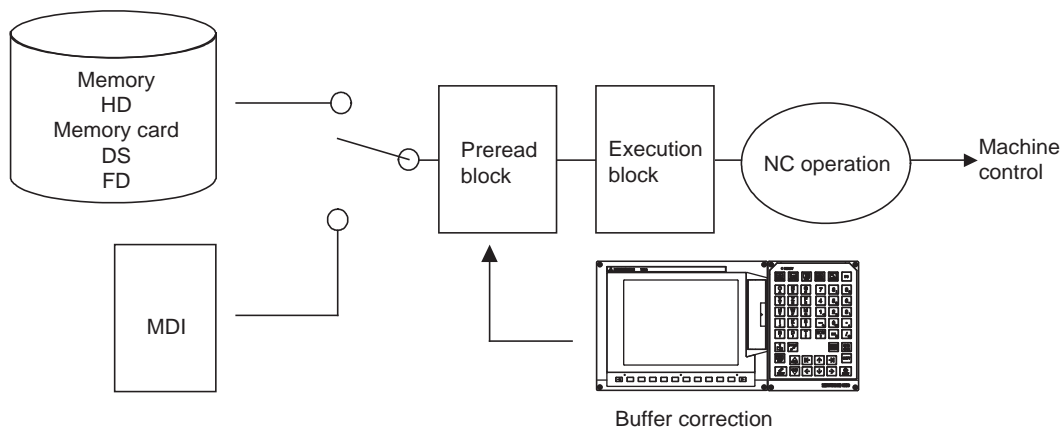 Memory
HD
Memory card
DS
FD
MDI
Preread
block
Execution
block
NC operation
Machine
control
Buffer correction